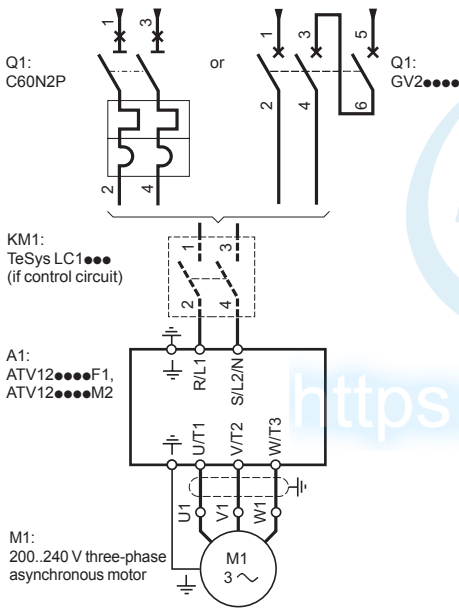 1
3
1
3
5
Q1:
C60N2P
or
Q1:
GV2●●●●
2
4
6
2
4
KM1:
TeSys LC1●●●
(if control circuit)
1
3
2
4
A1:
ATV12●●●●F1,
ATV12●●●●M2
R/L1
S/L2/N
https
U/T1
V/T2
W/T3
U1
V1
W1
M1:
200..240 V three-phase
asynchronous motor
M1
3 ~